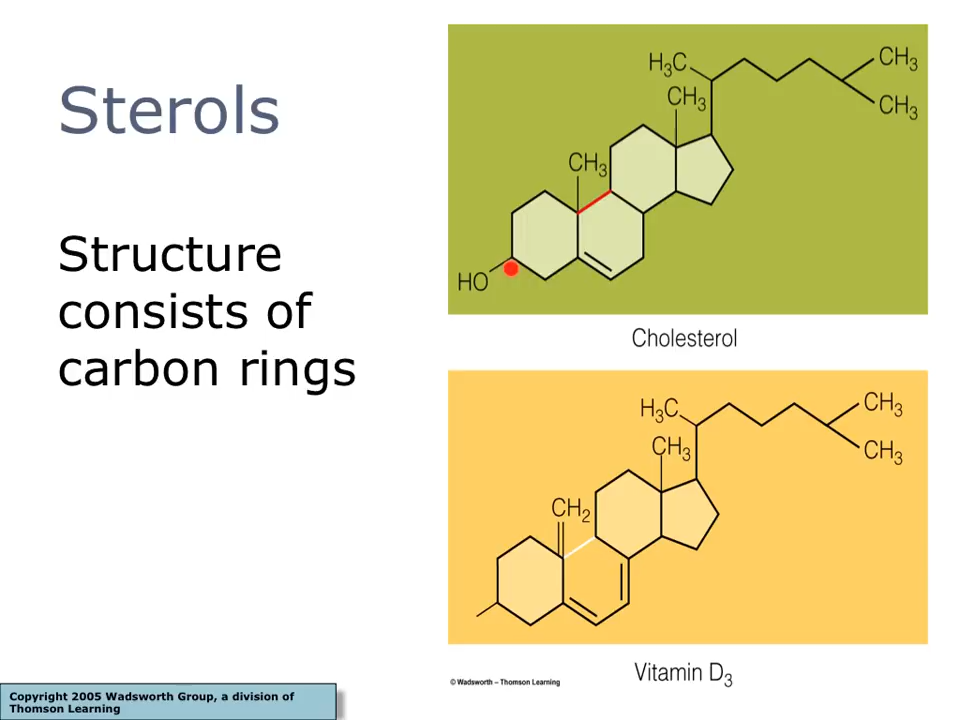 Sterols
Structure
consists of
carbon rings
H₃C
CH₃
CH₃
CH₃
CH₃
HO
Cholesterol
H₃C
CH₃
CH₃
CH₃
CH₂
Vitamin D₃
© Wadsworth – Thomson Learning
Copyright 2005 Wadsworth Group, a division of
Thomson Learning